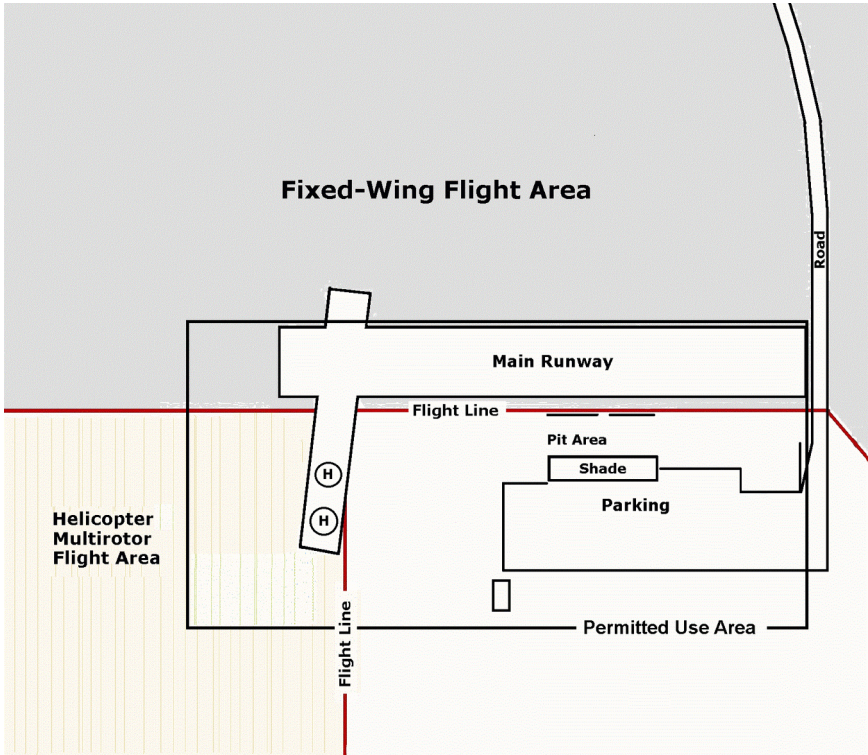 Fixed-Wing Flight Area
Road
Main Runway
Flight Line
Pit Area
Shade
Parking
H
H
Helicopter
Multirotor
Flight Area
Flight Line
Permitted Use Area